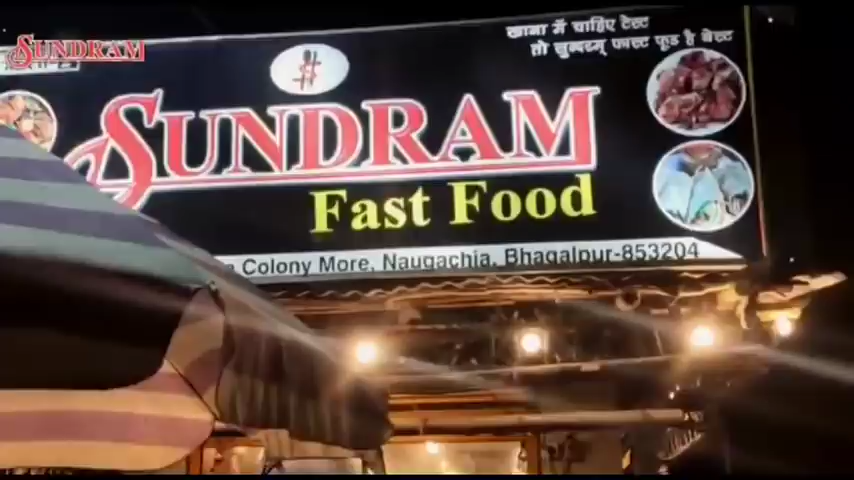 SUNDRAM
खाना में चाहिए टेस्ट
तो सुन्दरम् फास्ट फूड है बेस्ट
SUNDRAM
Fast Food
Colony More, Naugachia, Bhagalpur-853204